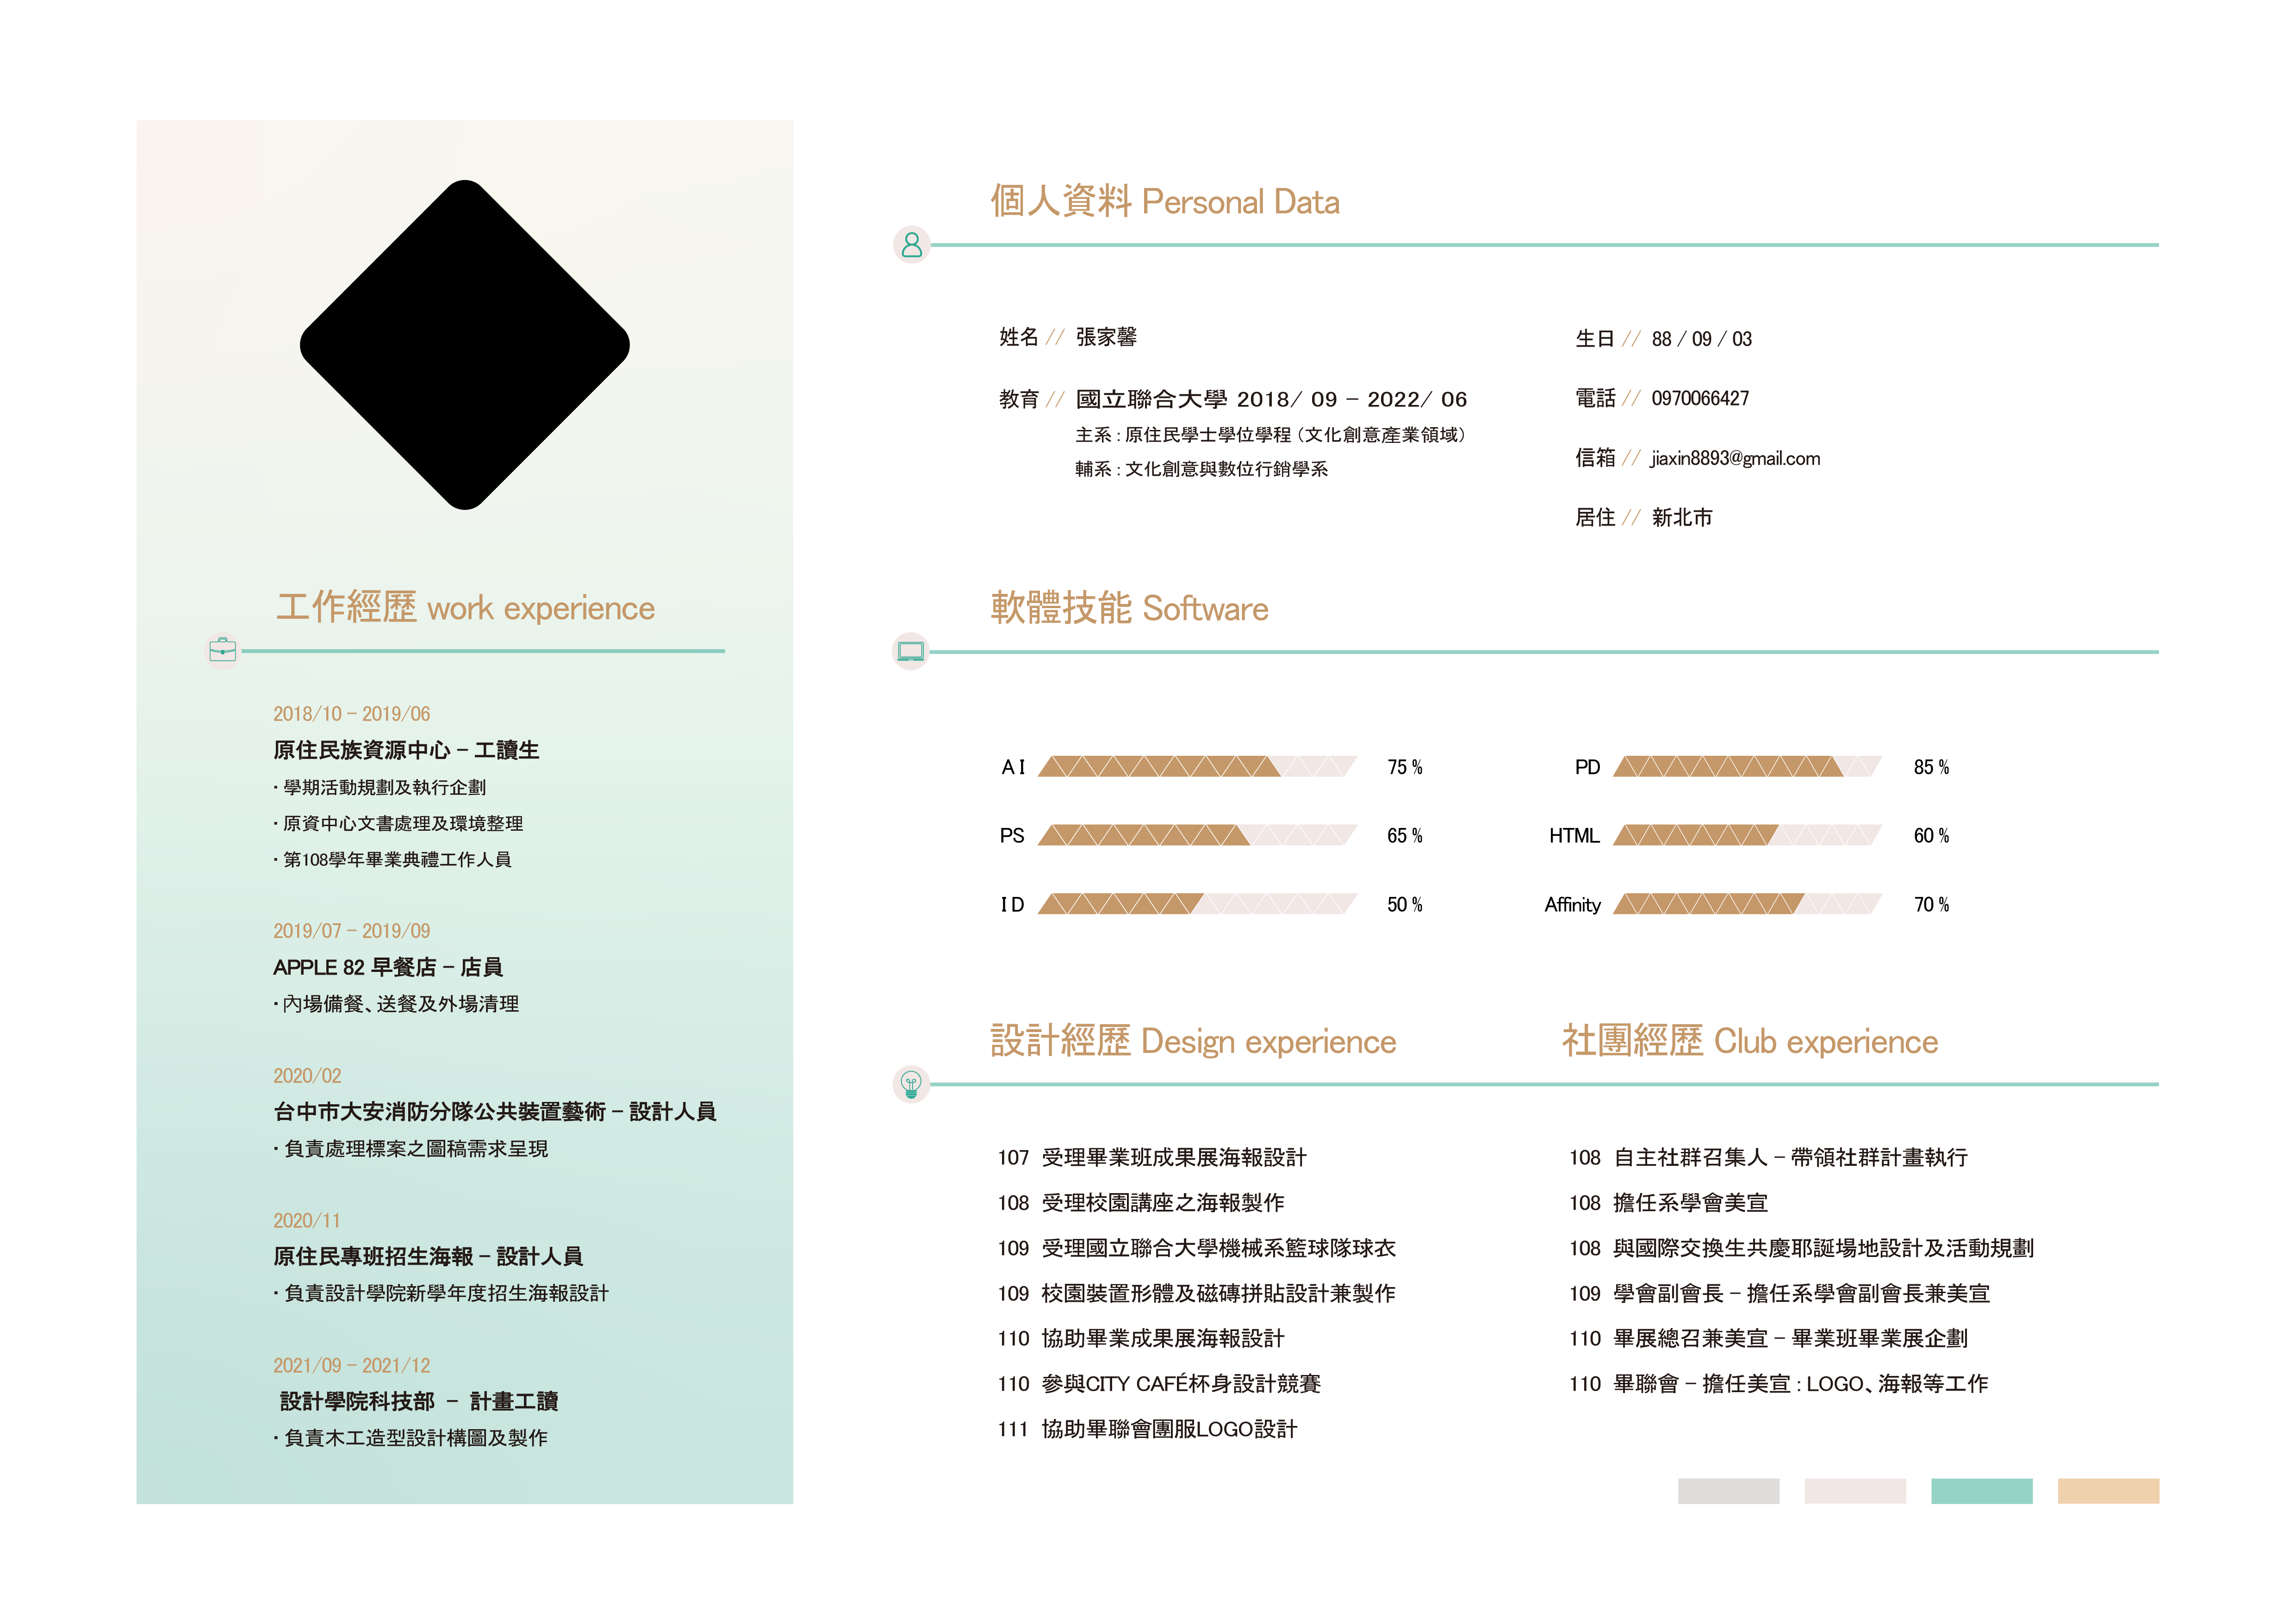 工作經歷 work experience
2018/10 – 2019/06
原住民族資源中心 – 工讀生
· 學期活動規劃及執行企劃
· 原資中心文書處理及環境整理
· 第108學年畢業典禮工作人員
2019/07 – 2019/09
APPLE 82 早餐店 – 店員
· 內場備餐、送餐及外場清理
2020/02
台中市大安消防分隊公共裝置藝術 – 設計人員
· 負責處理標案之圖稿需求呈現
2020/11
原住民專班招生海報 – 設計人員
· 負責設計學院新學年度招生海報設計
2021/09 – 2021/12
設計學院科技部 – 計畫工讀
· 負責木工造型設計構圖及製作
個人資料 Personal Data
姓名 // 張家馨
教育 // 國立聯合大學 2018/ 09 – 2022/ 06
主系 : 原住民學士學位學程（文化創意產業領域）
輔系 : 文化創意與數位行銷學系
生日 // 88 / 09 / 03
電話 // 0970066427
信箱 // jiaxin8893@gmail.com
居住 // 新北市
軟體技能 Software
AI 75 %
PS 65 %
ID 50 %
PD 85 %
HTML 60 %
Affinity 70 %
設計經歷 Design experience
107 受理畢業班成果展海報設計
108 受理校園講座之海報製作
109 受理國立聯合大學機械系籃球隊球衣
109 校園裝置形體及磁磚拼貼設計兼製作
110 協助畢業成果展海報設計
110 參與CITY CAFÉ杯身設計競賽
111 協助畢聯會團服LOGO設計
社團經歷 Club experience
108 自主社群召集人 – 帶領社群計畫執行
108 擔任系學會美宣
108 與國際交換生共慶耶誕場地設計及活動規劃
109 學會副會長 – 擔任系學會副會長兼美宣
110 畢展總召兼美宣 – 畢業班畢業展企劃
110 畢聯會 – 擔任美宣 : LOGO、海報等工作